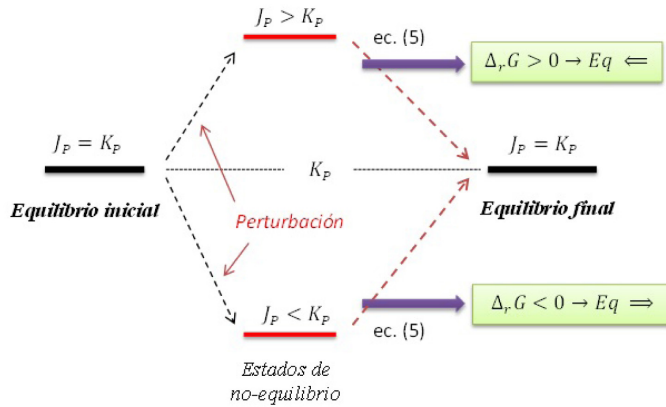 J_P > K_P
ec. (5)
Δ_rG > 0 → Eq ⇐
J_P = K_P
K_P
J_P = K_P
Equilibrio inicial
Perturbación
Equilibrio final
J_P < K_P
ec. (5)
Δ_rG < 0 → Eq ⇒
Estados de
no-equilibrio